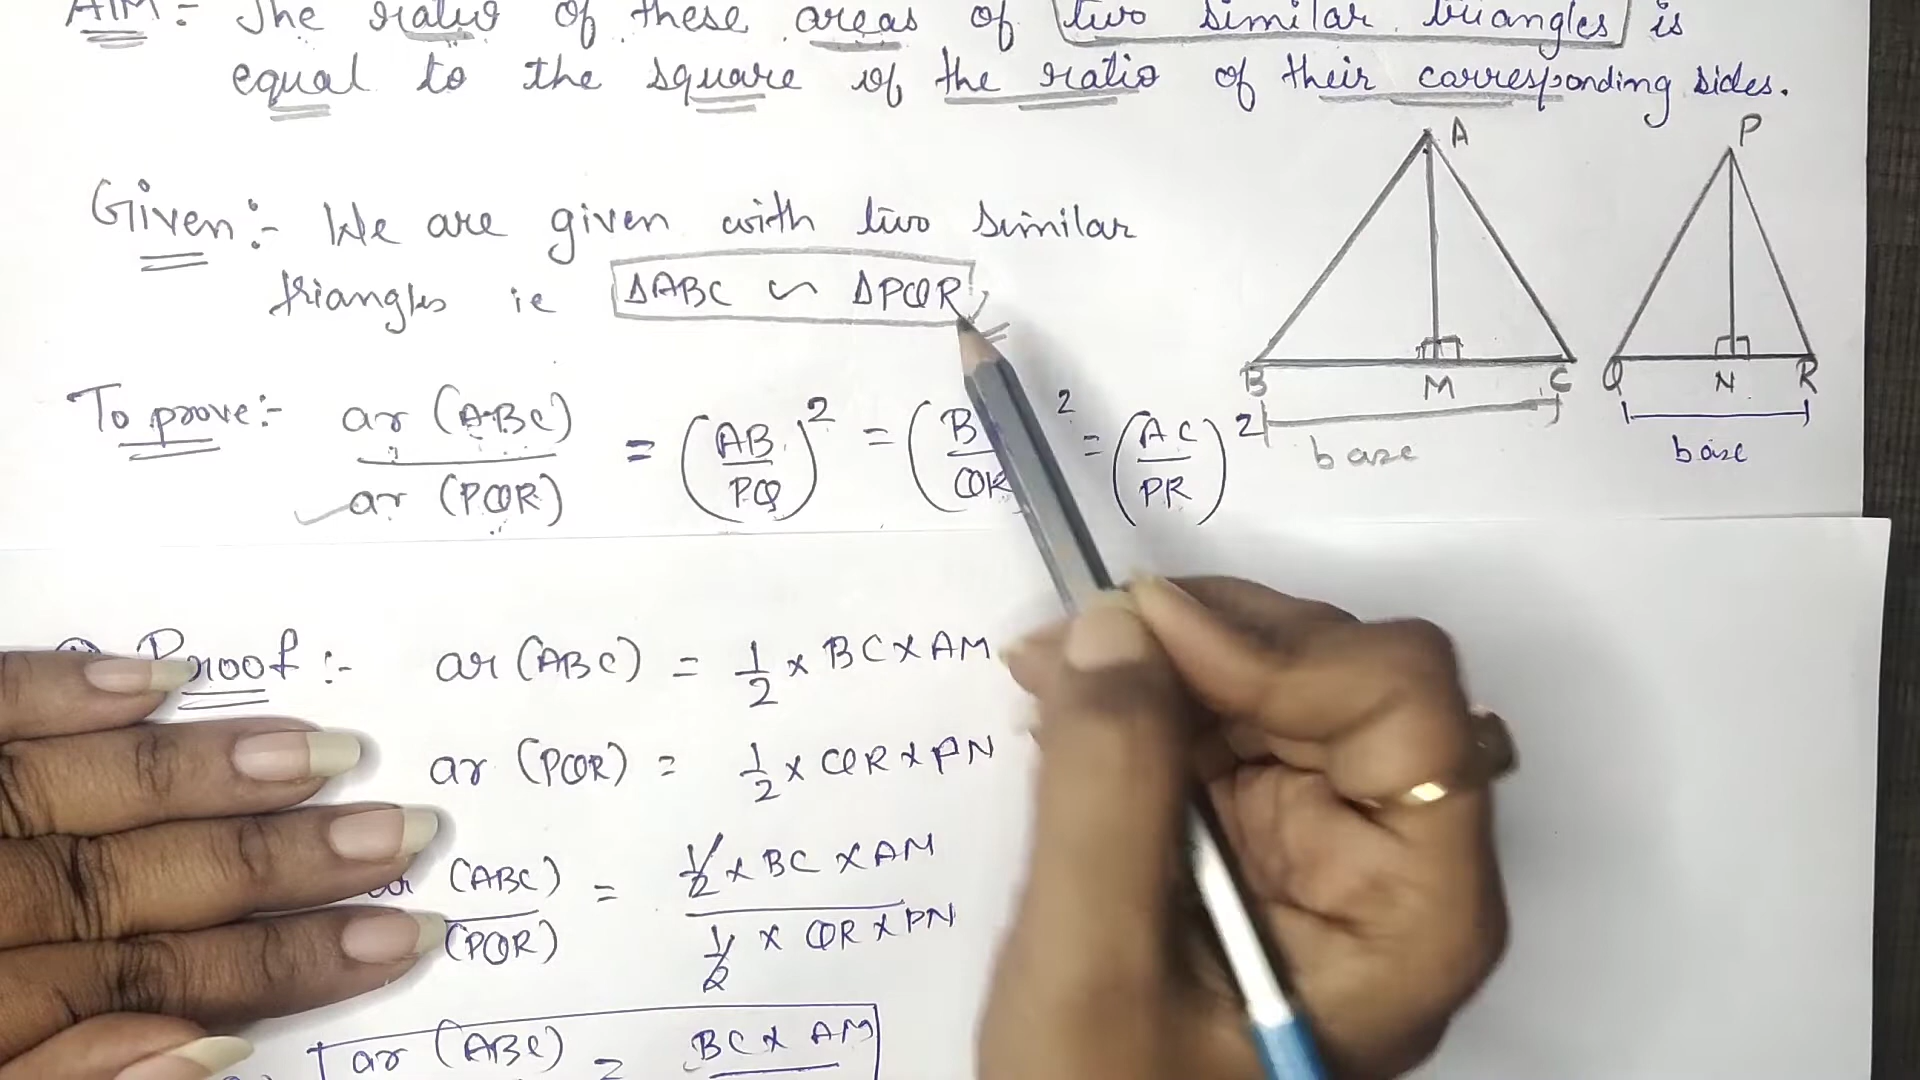 AIM:- The ratio of these areas of two similar triangles is
equal to the square of the ratio of their corresponding sides.
Given:- We are given with two similar
triangles ie ΔABC ∽ ΔPQR
To prove:- ar (ABC) / ar (PQR) = (AB/PQ)² = (B /QR)² = (AC/PR)²
A
B M C
base
P
Q N R
base
Proof:- ar (ABC) = 1/2 × BC × AM
ar (PQR) = 1/2 × QR × PN
ar (ABC) / (PQR) = 1/2 × BC × AM / 1/2 × QR × PN
ar (ABC) = BC × AM